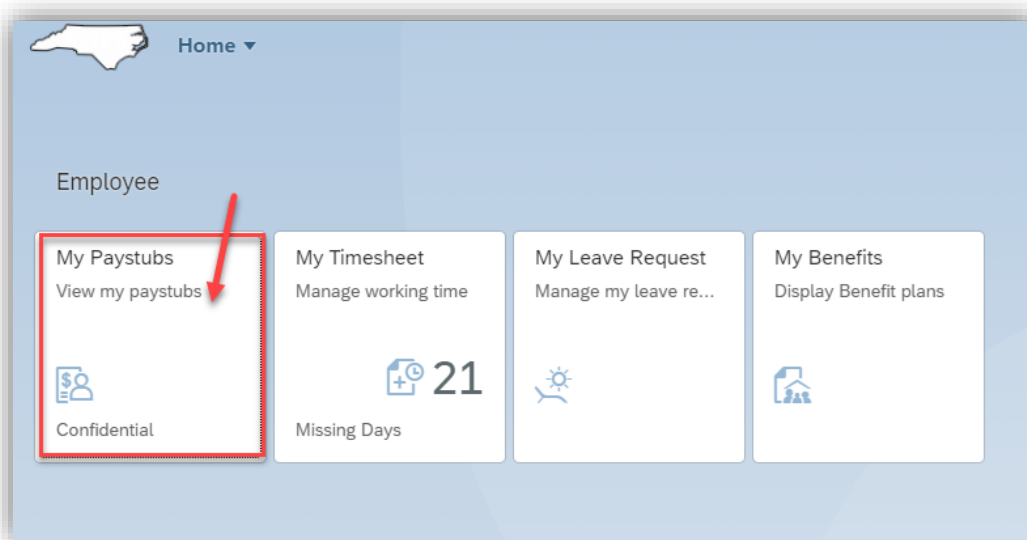 Home
Employee
My Paystubs
View my paystubs
Confidential
My Timesheet
Manage working time
21
Missing Days
My Leave Request
Manage my leave re...
My Benefits
Display Benefit plans